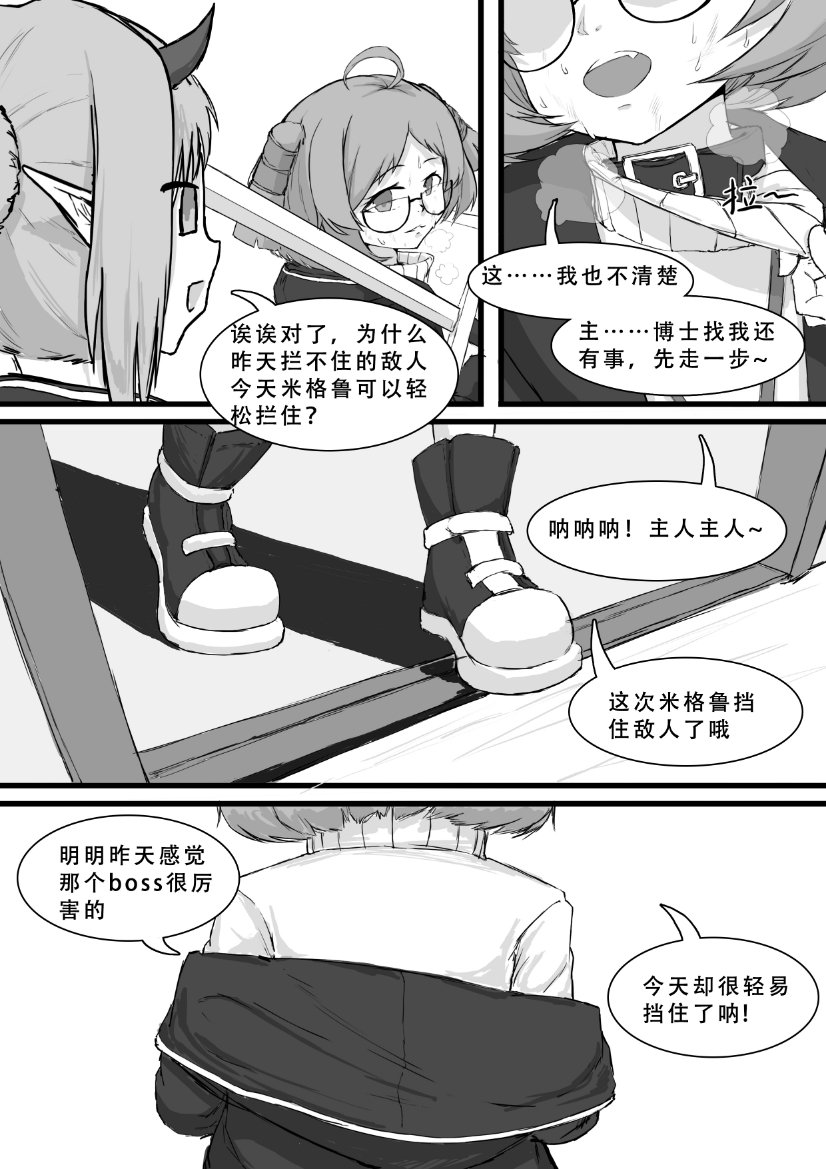 诶诶对了，为什么
昨天拦不住的敌人
今天米格鲁可以轻
松拦住？
拉~
这……我也不清楚
主……博士找我还
有事，先走一步~
呐呐呐！主人主人~
这次米格鲁挡
住敌人了哦
明明昨天感觉
那个boss很厉
害的
今天却很轻易
挡住了呐！